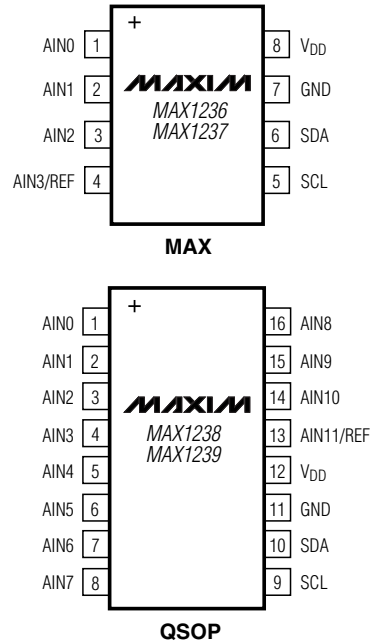 +
AIN0 1 8 VDD
AIN1 2 MAXIM 7 GND
MAX1236
AIN2 3 MAX1237 6 SDA
AIN3/REF 4 5 SCL
MAX
+
AIN0 1 16 AIN8
AIN1 2 15 AIN9
AIN2 3 MAXIM 14 AIN10
AIN3 4 MAX1238 13 AIN11/REF
AIN4 5 MAX1239 12 VDD
AIN5 6 11 GND
AIN6 7 10 SDA
AIN7 8 9 SCL
QSOP